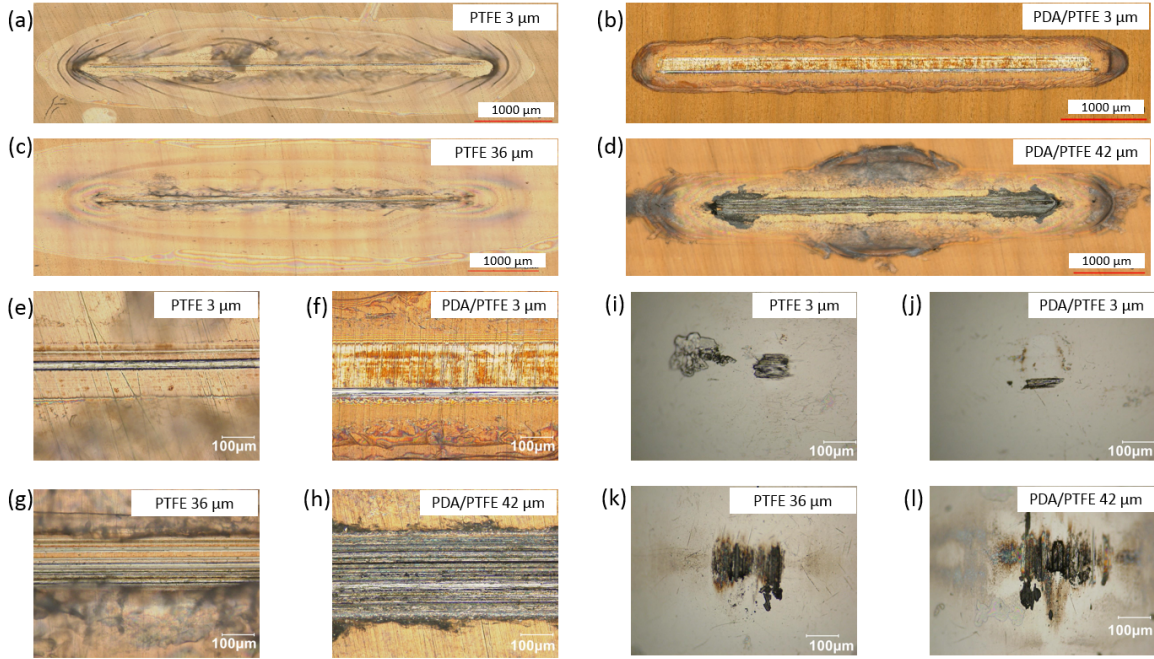 (a) PTFE 3 µm
1000 µm
(b) PDA/PTFE 3 µm
1000 µm
(c) PTFE 36 µm
1000 µm
(d) PDA/PTFE 42 µm
1000 µm
(e) PTFE 3 µm
100µm
(f) PDA/PTFE 3 µm
100µm
(i) PTFE 3 µm
100µm
(j) PDA/PTFE 3 µm
100µm
(g) PTFE 36 µm
100µm
(h) PDA/PTFE 42 µm
100µm
(k) PTFE 36 µm
100µm
(l) PDA/PTFE 42 µm
100µm